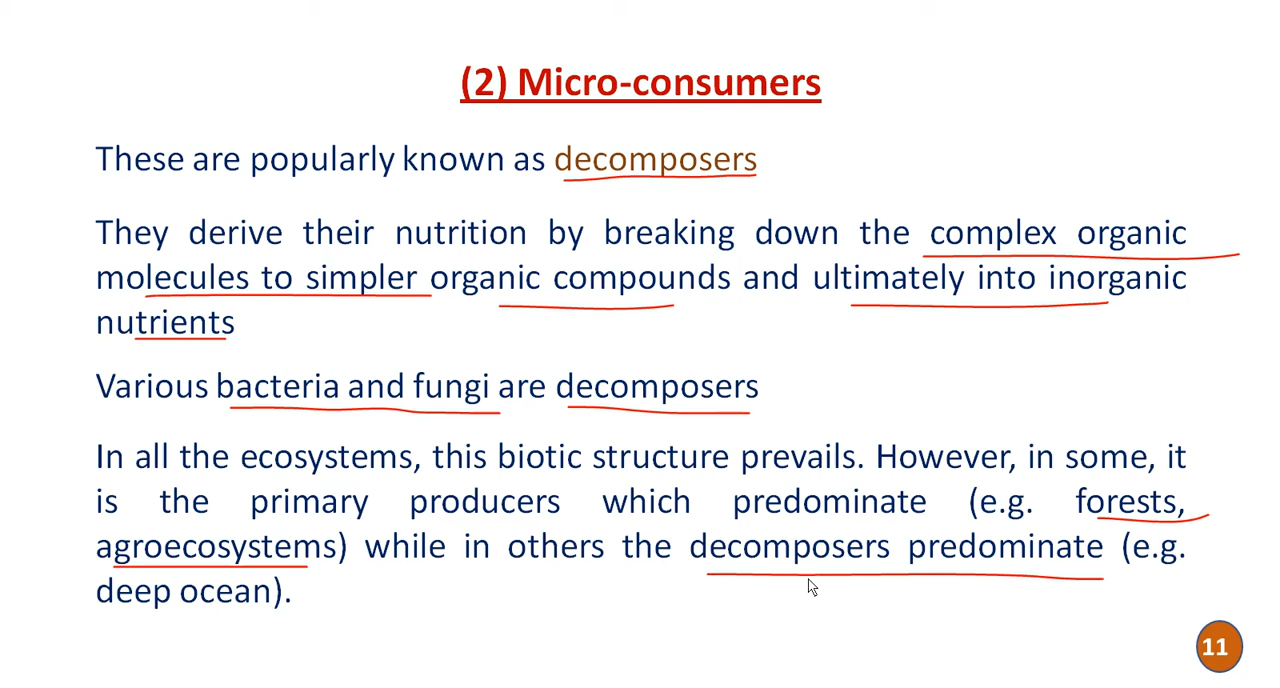 (2) Micro-consumers
These are popularly known as decomposers
They derive their nutrition by breaking down the complex organic
molecules to simpler organic compounds and ultimately into inorganic
nutrients
Various bacteria and fungi are decomposers
In all the ecosystems, this biotic structure prevails. However, in some, it
is the primary producers which predominate (e.g. forests,
agroecosystems) while in others the decomposers predominate (e.g.
deep ocean).
11